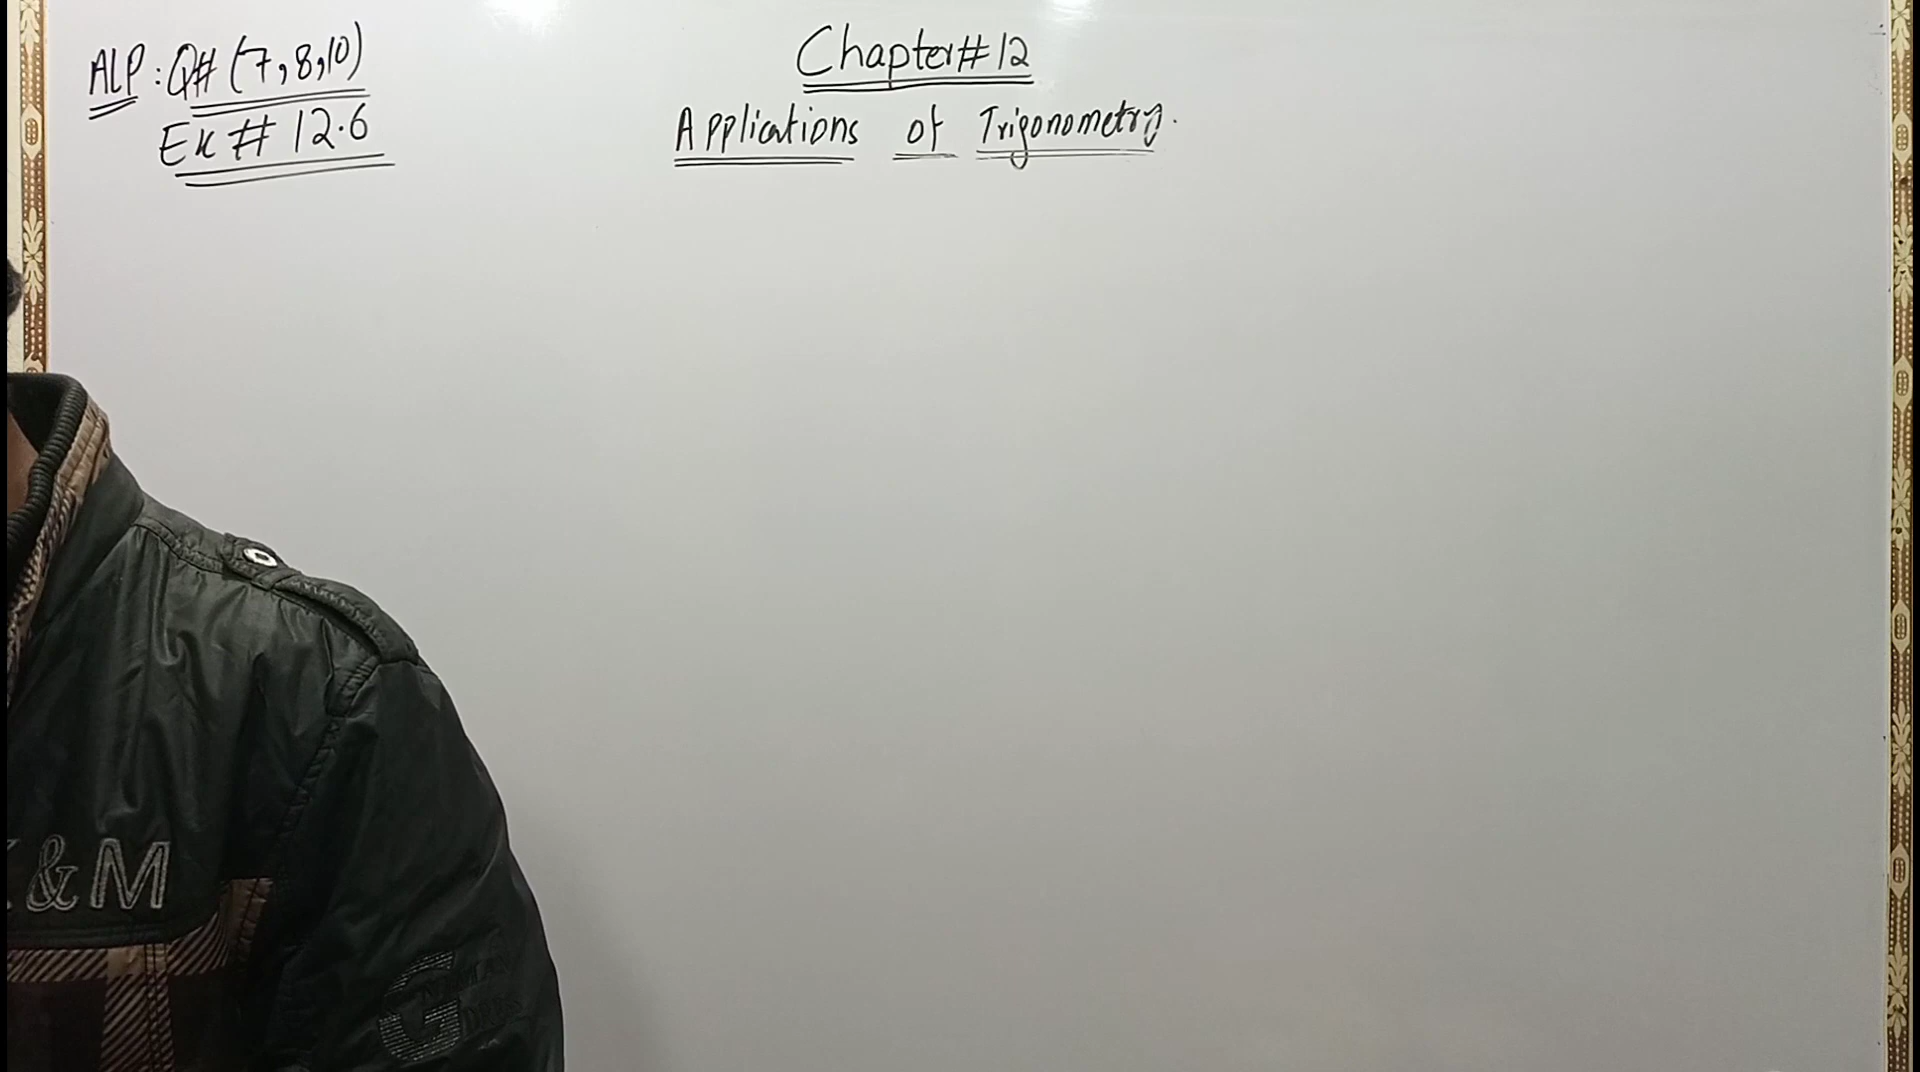 ALP: Q# (7,8,10)
Ex # 12.6
Chapter# 12
Applications of Trigonometry.
&M